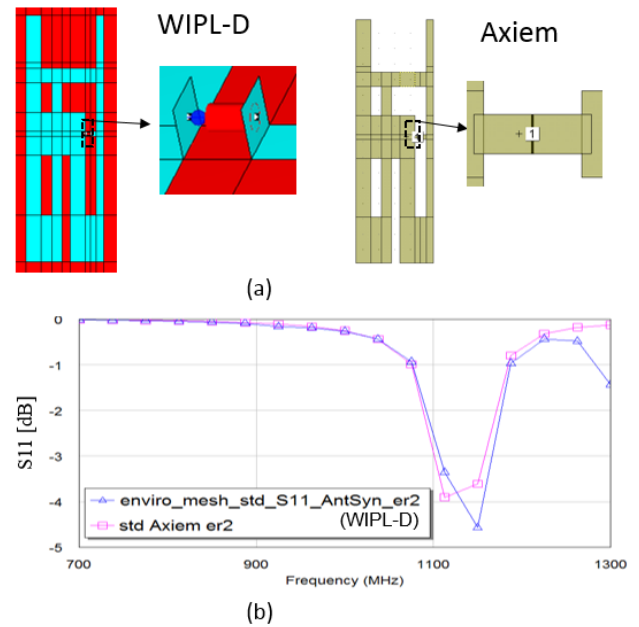 WIPL-D
Axiem
1
(a)
S11 [dB]
0
-1
-2
-3
-4
-5
enviro_mesh_std_S11_AntSyn_er2
(WIPL-D)
std Axiem er2
700
900
1100
1300
Frequency (MHz)
(b)